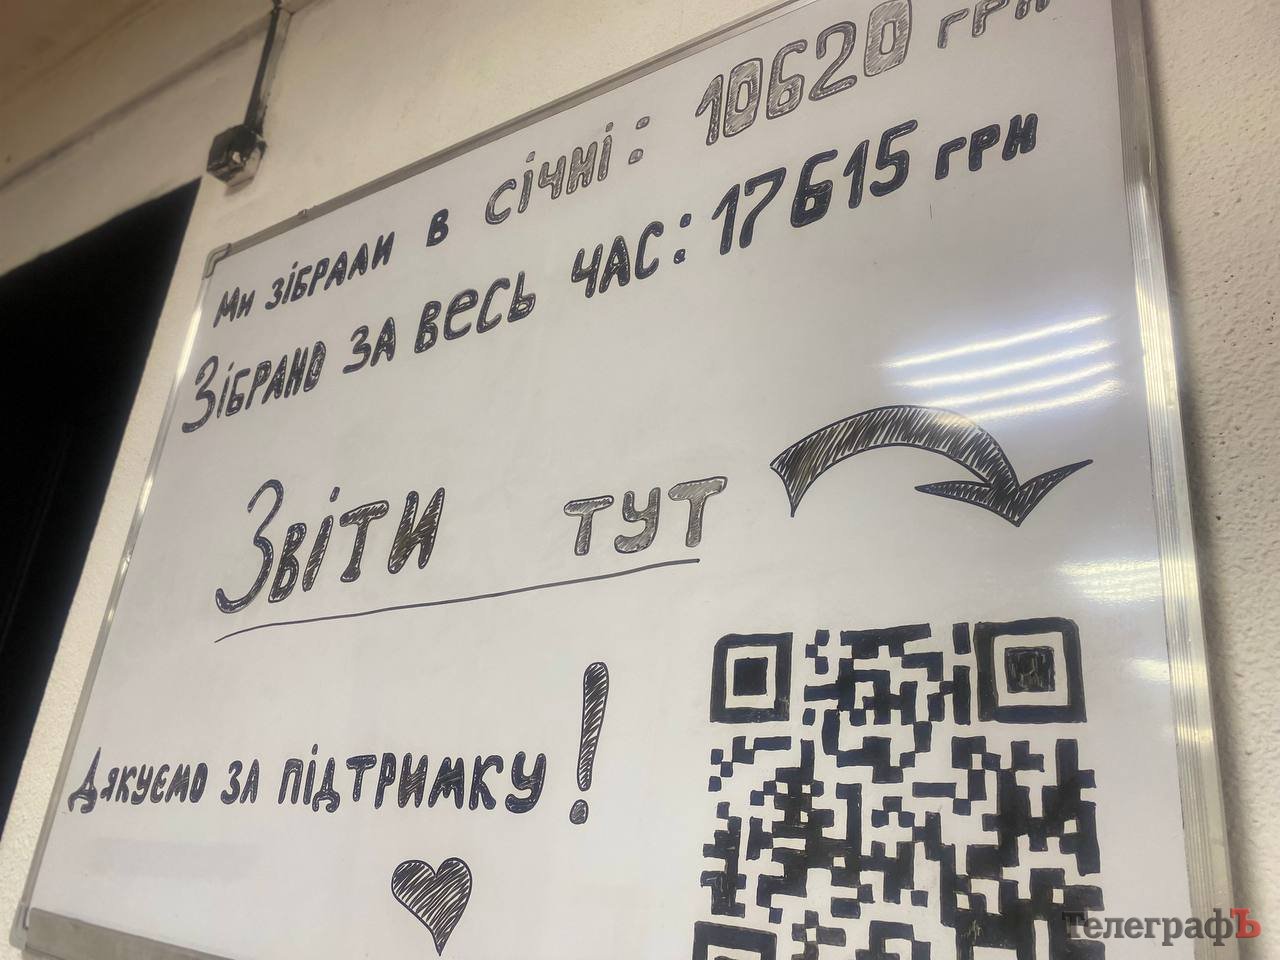 Ми зібрали в січні: 10620 грн
Зібрано за весь час: 17615 грн
Звіти тут
Дякуємо за підтримку!
ТелеграфЪ